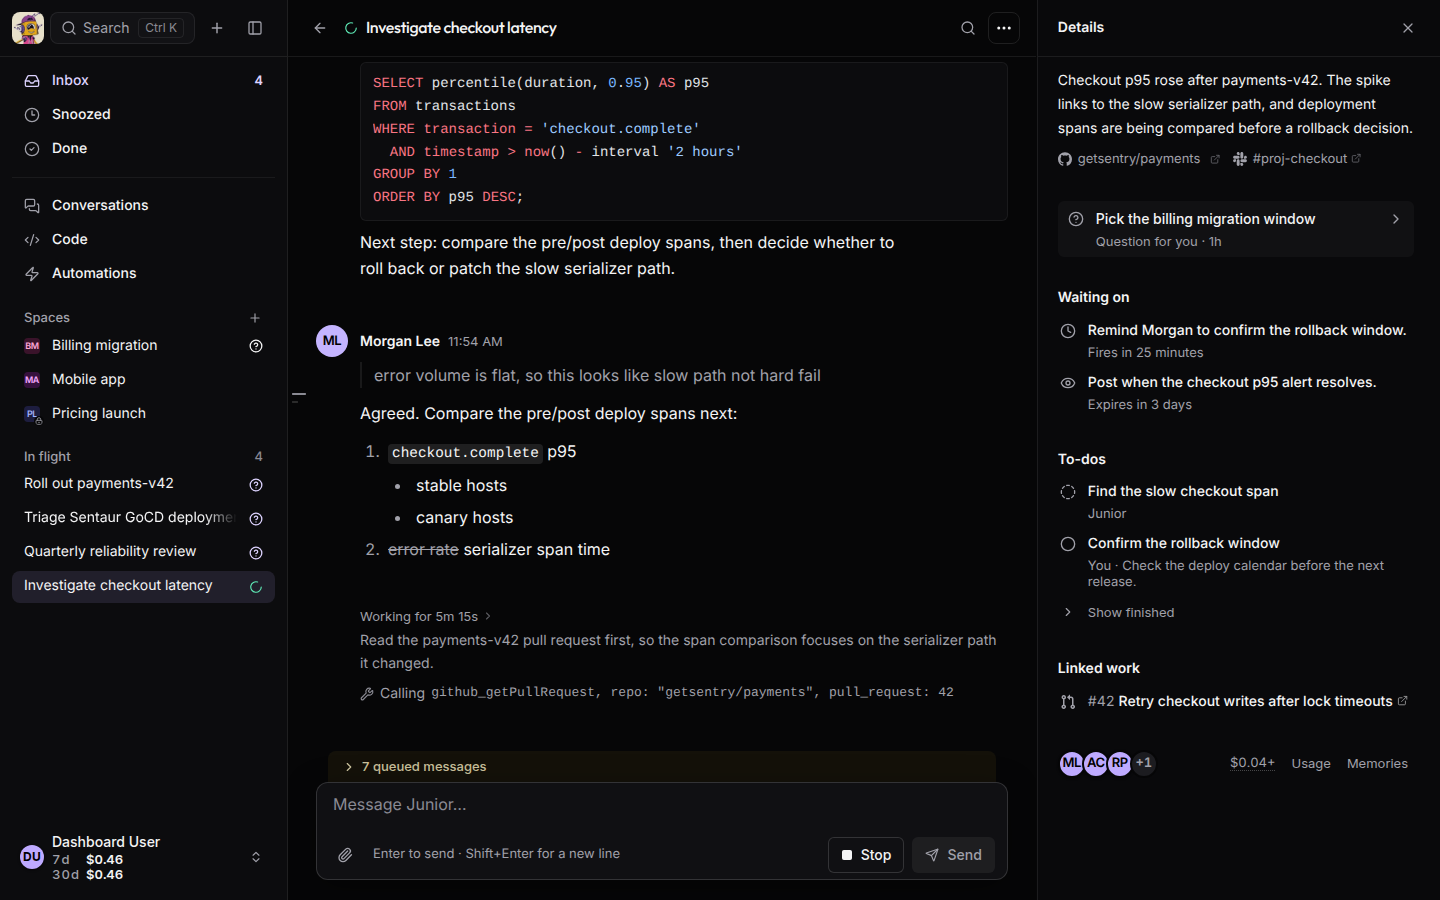 Search Ctrl K
Inbox 4
Snoozed
Done
Conversations
Code
Automations
Spaces
BM Billing migration
MA Mobile app
PL Pricing launch
In flight 4
Roll out payments-v42
Triage Sentaur GoCD deployme
Quarterly reliability review
Investigate checkout latency
DU Dashboard User
7d $0.46
30d $0.46
Investigate checkout latency
SELECT percentile(duration, 0.95) AS p95
FROM transactions
WHERE transaction = 'checkout.complete'
AND timestamp > now() - interval '2 hours'
GROUP BY 1
ORDER BY p95 DESC;
Next step: compare the pre/post deploy spans, then decide whether to
roll back or patch the slow serializer path.
ML Morgan Lee 11:54 AM
error volume is flat, so this looks like slow path not hard fail
Agreed. Compare the pre/post deploy spans next:
1. checkout.complete p95
• stable hosts
• canary hosts
2. error rate serializer span time
Working for 5m 15s
Read the payments-v42 pull request first, so the span comparison focuses on the serializer path
it changed.
Calling github_getPullRequest, repo: "getsentry/payments", pull_request: 42
7 queued messages
Message Junior...
Enter to send · Shift+Enter for a new line
Stop
Send
Details
Checkout p95 rose after payments-v42. The spike
links to the slow serializer path, and deployment
spans are being compared before a rollback decision.
getsentry/payments #proj-checkout
Pick the billing migration window
Question for you · 1h
Waiting on
Remind Morgan to confirm the rollback window.
Fires in 25 minutes
Post when the checkout p95 alert resolves.
Expires in 3 days
To-dos
Find the slow checkout span
Junior
Confirm the rollback window
You · Check the deploy calendar before the next
release.
Show finished
Linked work
#42 Retry checkout writes after lock timeouts
ML AC RP +1 $0.04+ Usage Memories